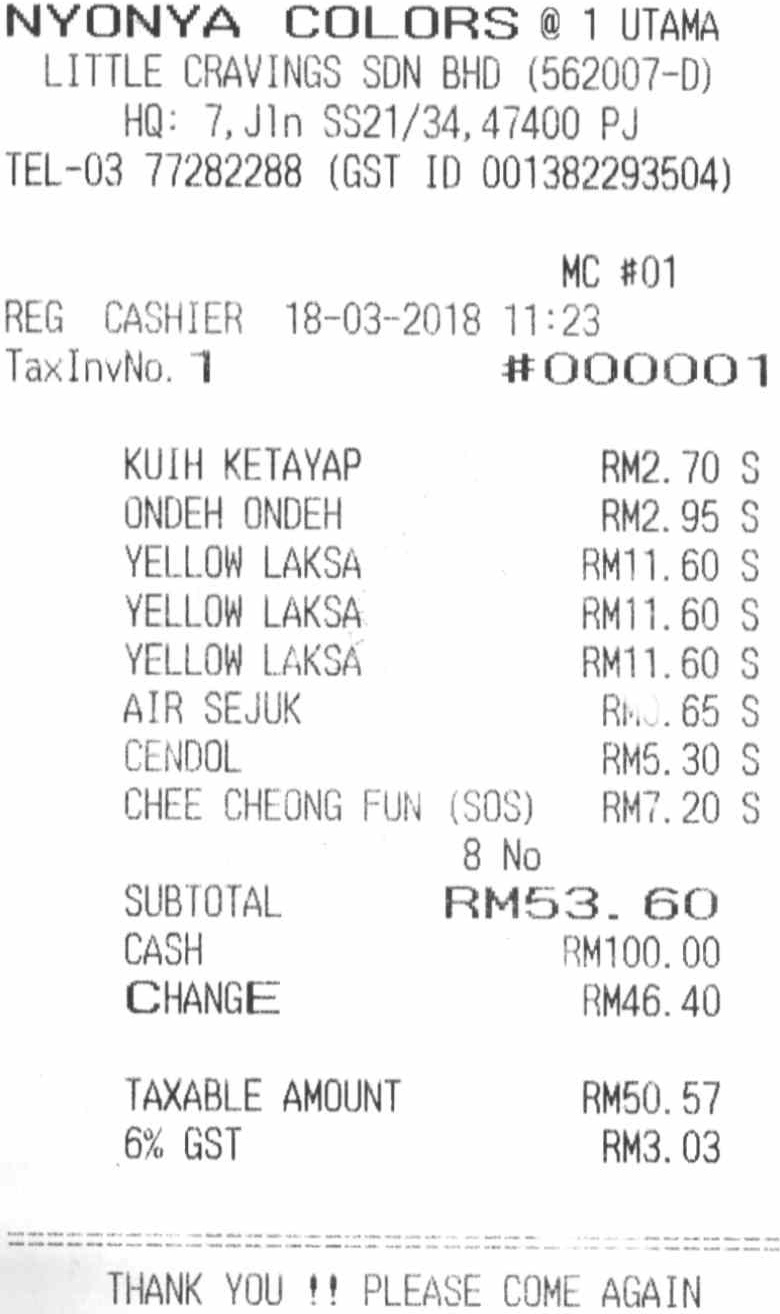 NYONYA COLORS @ 1 UTAMA
LITTLE CRAVINGS SDN BHD (562007-D)
HQ: 7,Jln SS21/34,47400 PJ
TEL-03 77282288 (GST ID 001382293504)
MC #01
REG CASHIER 18-03-2018 11:23
TaxInvNo. 1 #000001
KUIH KETAYAP RM2.70 S
ONDEH ONDEH RM2.95 S
YELLOW LAKSA RM11.60 S
YELLOW LAKSA RM11.60 S
YELLOW LAKSA RM11.60 S
AIR SEJUK RM0.65 S
CENDOL RM5.30 S
CHEE CHEONG FUN (SOS) RM7.20 S
8 No
SUBTOTAL RM53.60
CASH RM100.00
CHANGE RM46.40
TAXABLE AMOUNT RM50.57
6% GST RM3.03
THANK YOU !! PLEASE COME AGAIN